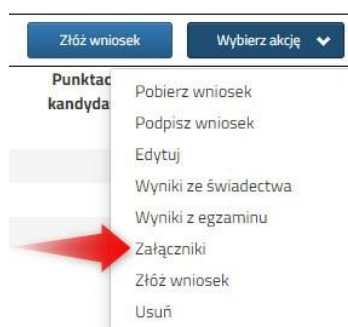 Złóż wniosek
Wybierz akcję
Punktac
kandyda
Pobierz wniosek
Podpisz wniosek
Edytuj
Wyniki ze świadectwa
Wyniki z egzaminu
Załączniki
Złóż wniosek
Usuń